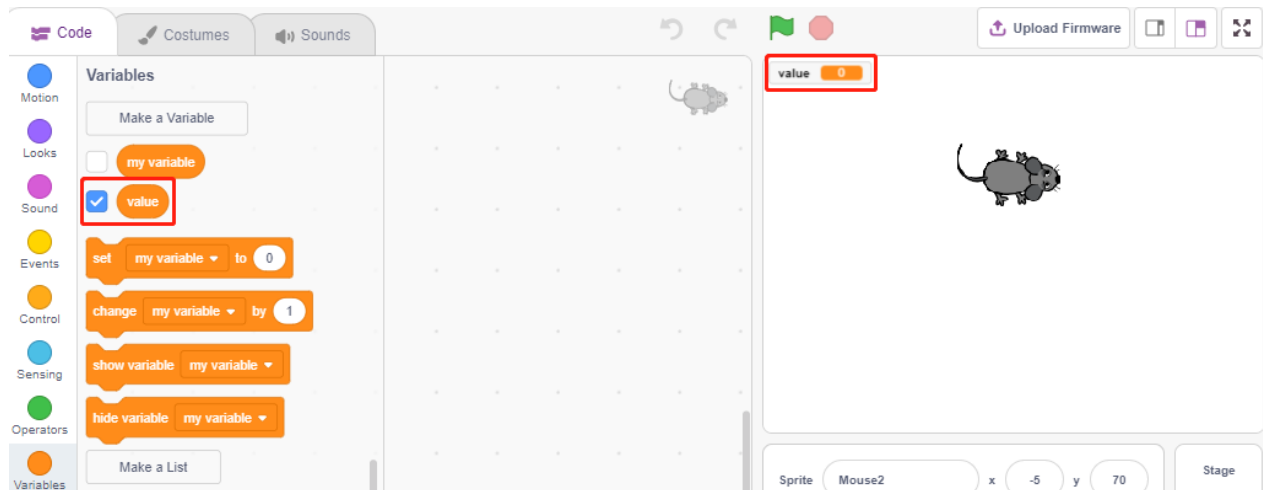 Code
Costumes
Sounds
Upload Firmware
Motion
Looks
Sound
Events
Control
Sensing
Operators
Variables
Variables
Make a Variable
my variable
value
set my variable to 0
change my variable by 1
show variable my variable
hide variable my variable
Make a List
value 0
Sprite Mouse2 x -5 y 70
Stage